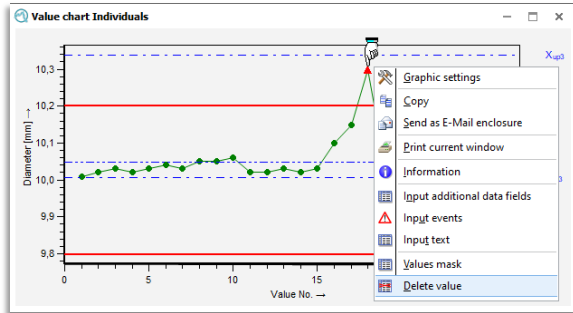 Value chart Individuals
X up3
10,3
10,2
10,1
10,0
9,9
9,8
Diameter [mm] →
0 5 10 15
Value No. →
Graphic settings
Copy
Send as E-Mail enclosure
Print current window
Information
Input additional data fields
Input events
Input text
Values mask
Delete value
3